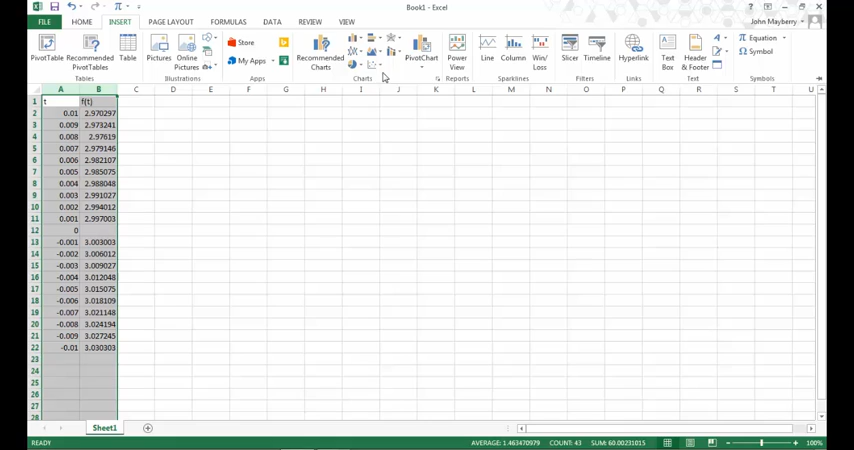 Book1 - Excel
FILE HOME INSERT PAGE LAYOUT FORMULAS DATA REVIEW VIEW John Mayberry
PivotTable Recommended PivotTables Table Pictures Online Pictures Store My Apps Recommended Charts PivotChart Power View Line Column Win/Loss Slicer Timeline Hyperlink Text Box Header & Footer Equation Symbol
Tables Illustrations Apps Charts Reports Sparklines Filters Links Text Symbols
A B C D E F G H I J K L M N O P Q R S T U
1 t f(t)
2 0.01 2.970297
3 0.009 2.973241
4 0.008 2.97619
5 0.007 2.979146
6 0.006 2.982107
7 0.005 2.985075
8 0.004 2.988048
9 0.003 2.991027
10 0.002 2.994012
11 0.001 2.997003
12 0
13 -0.001 3.003003
14 -0.002 3.006012
15 -0.003 3.009027
16 -0.004 3.012048
17 -0.005 3.015075
18 -0.006 3.018109
19 -0.007 3.021148
20 -0.008 3.024194
21 -0.009 3.027245
22 -0.01 3.030303
23
24
25
26
27
28
Sheet1
READY AVERAGE: 1.463470979 COUNT: 43 SUM: 60.00231015 100%